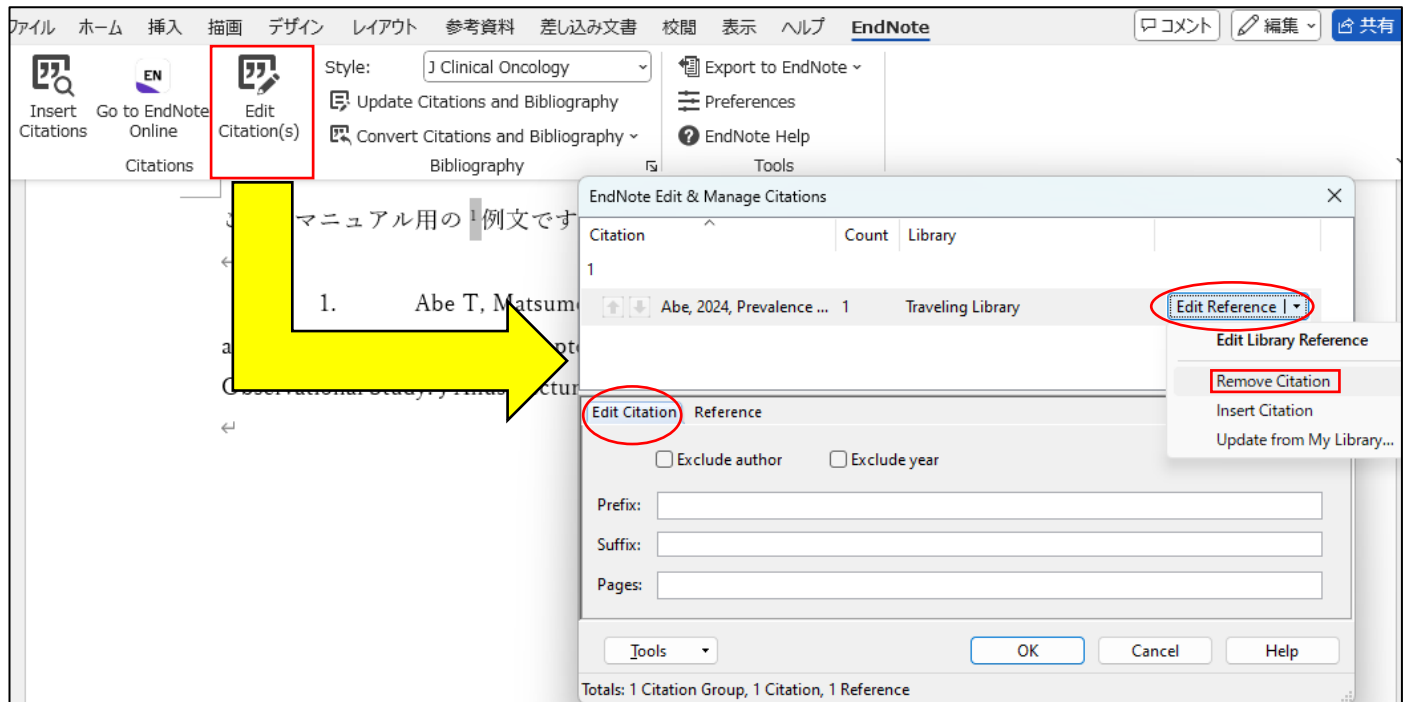 ファイル ホーム 挿入 描画 デザイン レイアウト 参考資料 差し込み文書 校閲 表示 ヘルプ EndNote コメント 編集 共有
Insert Citations
Go to EndNote Online
EN
Edit Citation(s)
Citations
Style: J Clinical Oncology
Update Citations and Bibliography
Convert Citations and Bibliography
Bibliography
Export to EndNote
Preferences
EndNote Help
Tools
マニュアル用の 1例文です
1. Abe T,
EndNote Edit & Manage Citations
Citation Count Library
1
Abe, 2024, Prevalence ... 1 Traveling Library Edit Reference
Edit Library Reference
Remove Citation
Insert Citation
Update from My Library...
Edit Citation Reference
Exclude author Exclude year
Prefix:
Suffix:
Pages:
Tools OK Cancel Help
Totals: 1 Citation Group, 1 Citation, 1 Reference